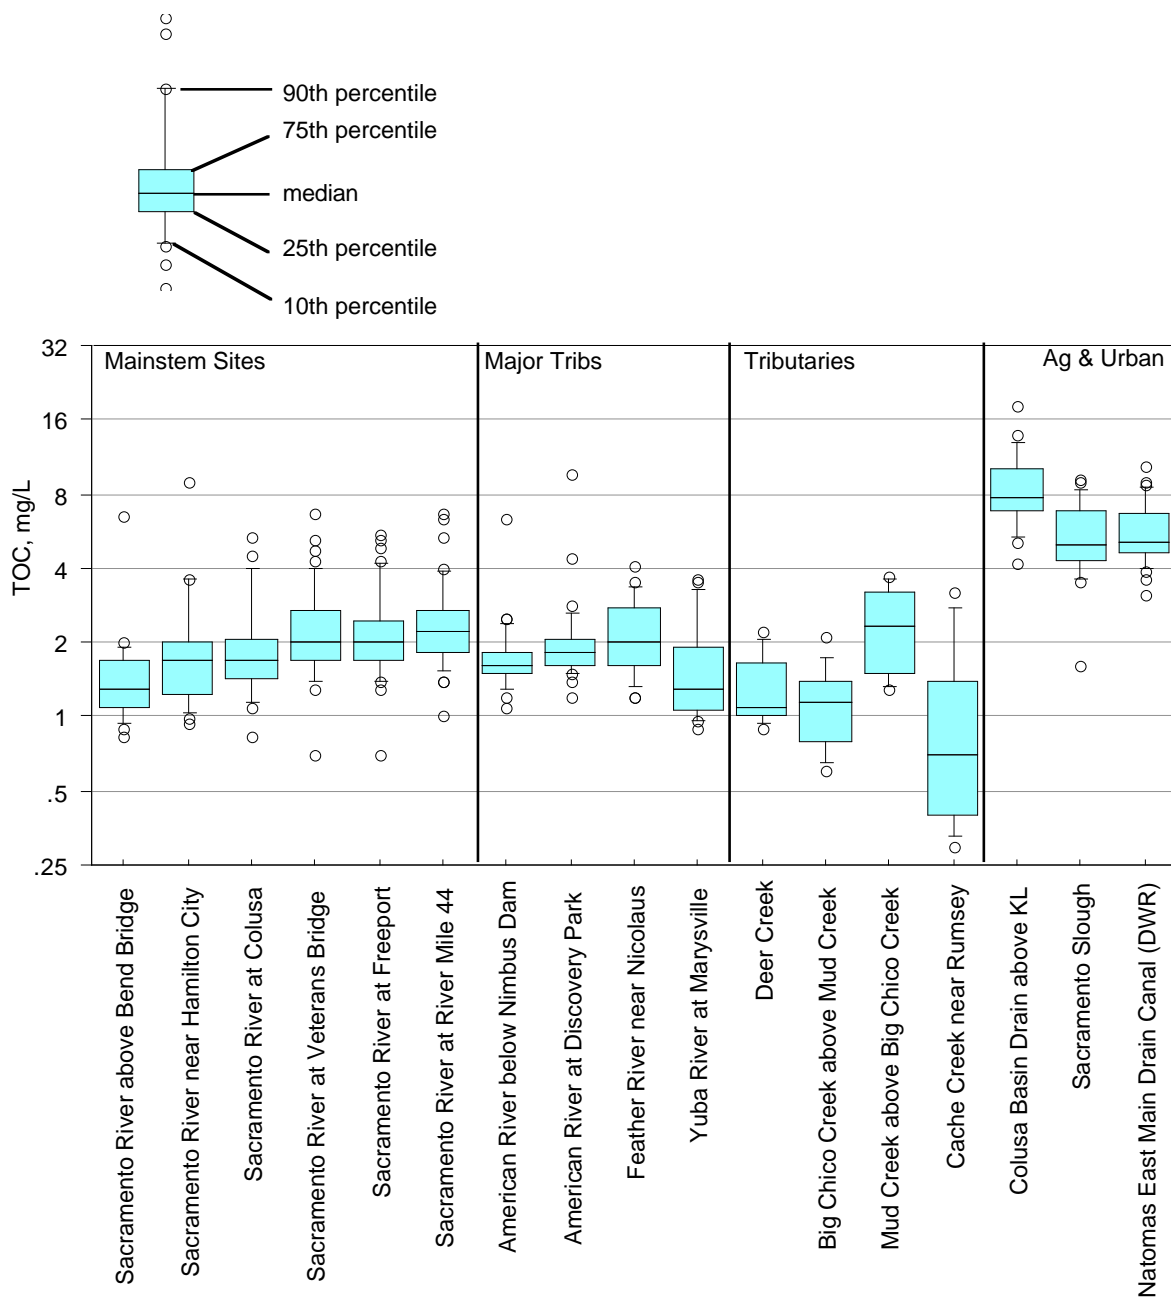 90th percentile
75th percentile
median
25th percentile
10th percentile
Mainstem Sites
Major Tribs
Tributaries
Ag & Urban
TOC, mg/L
32
16
8
4
2
1
.5
.25
Sacramento River above Bend Bridge
Sacramento River near Hamilton City
Sacramento River at Colusa
Sacramento River at Veterans Bridge
Sacramento River at Freeport
Sacramento River at River Mile 44
American River below Nimbus Dam
American River at Discovery Park
Feather River near Nicolaus
Yuba River at Marysville
Deer Creek
Big Chico Creek above Mud Creek
Mud Creek above Big Chico Creek
Cache Creek near Rumsey
Colusa Basin Drain above KL
Sacramento Slough
Natomas East Main Drain Canal (DWR)